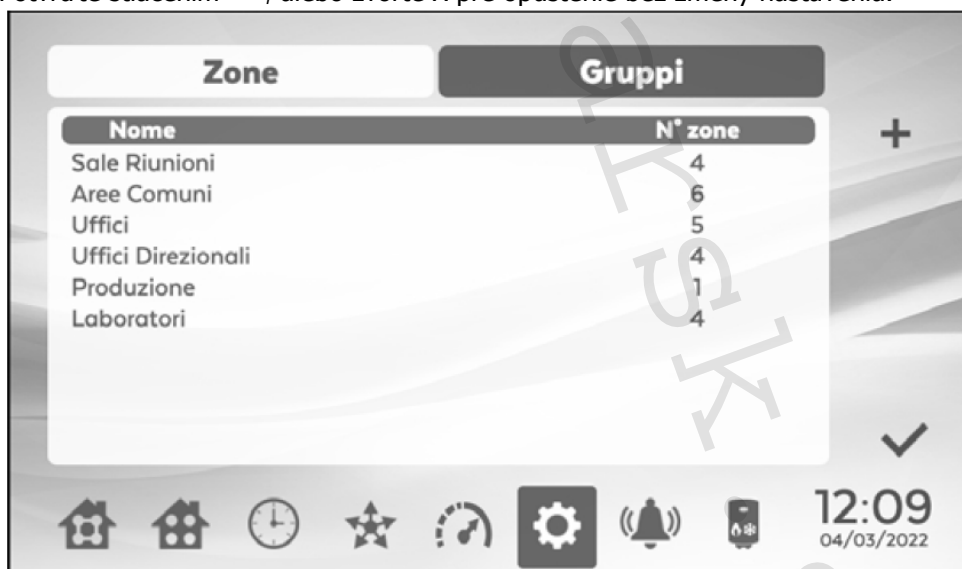 Zone Gruppi
Nome N° zone
Sale Riunioni 4
Aree Comuni 6
Uffici 5
Uffici Direzionali 4
Produzione 1
Laboratori 4
12:09
04/03/2022